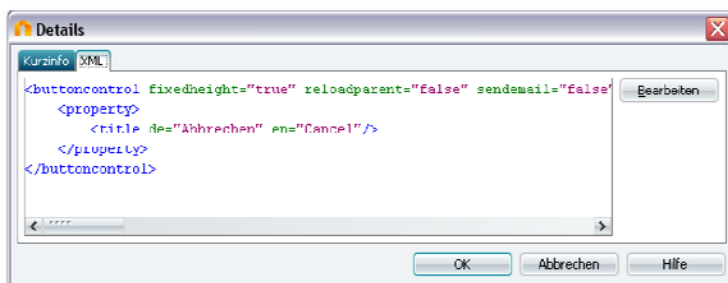 Details
Kurzinfo XML
<buttoncontrol fixedheight="true" reloadparent="false" sendemail="false"
<property>
<title de="Abbrechen" en="Cancel"/>
</property>
</buttoncontrol>
Bearbeiten
OK Abbrechen Hilfe